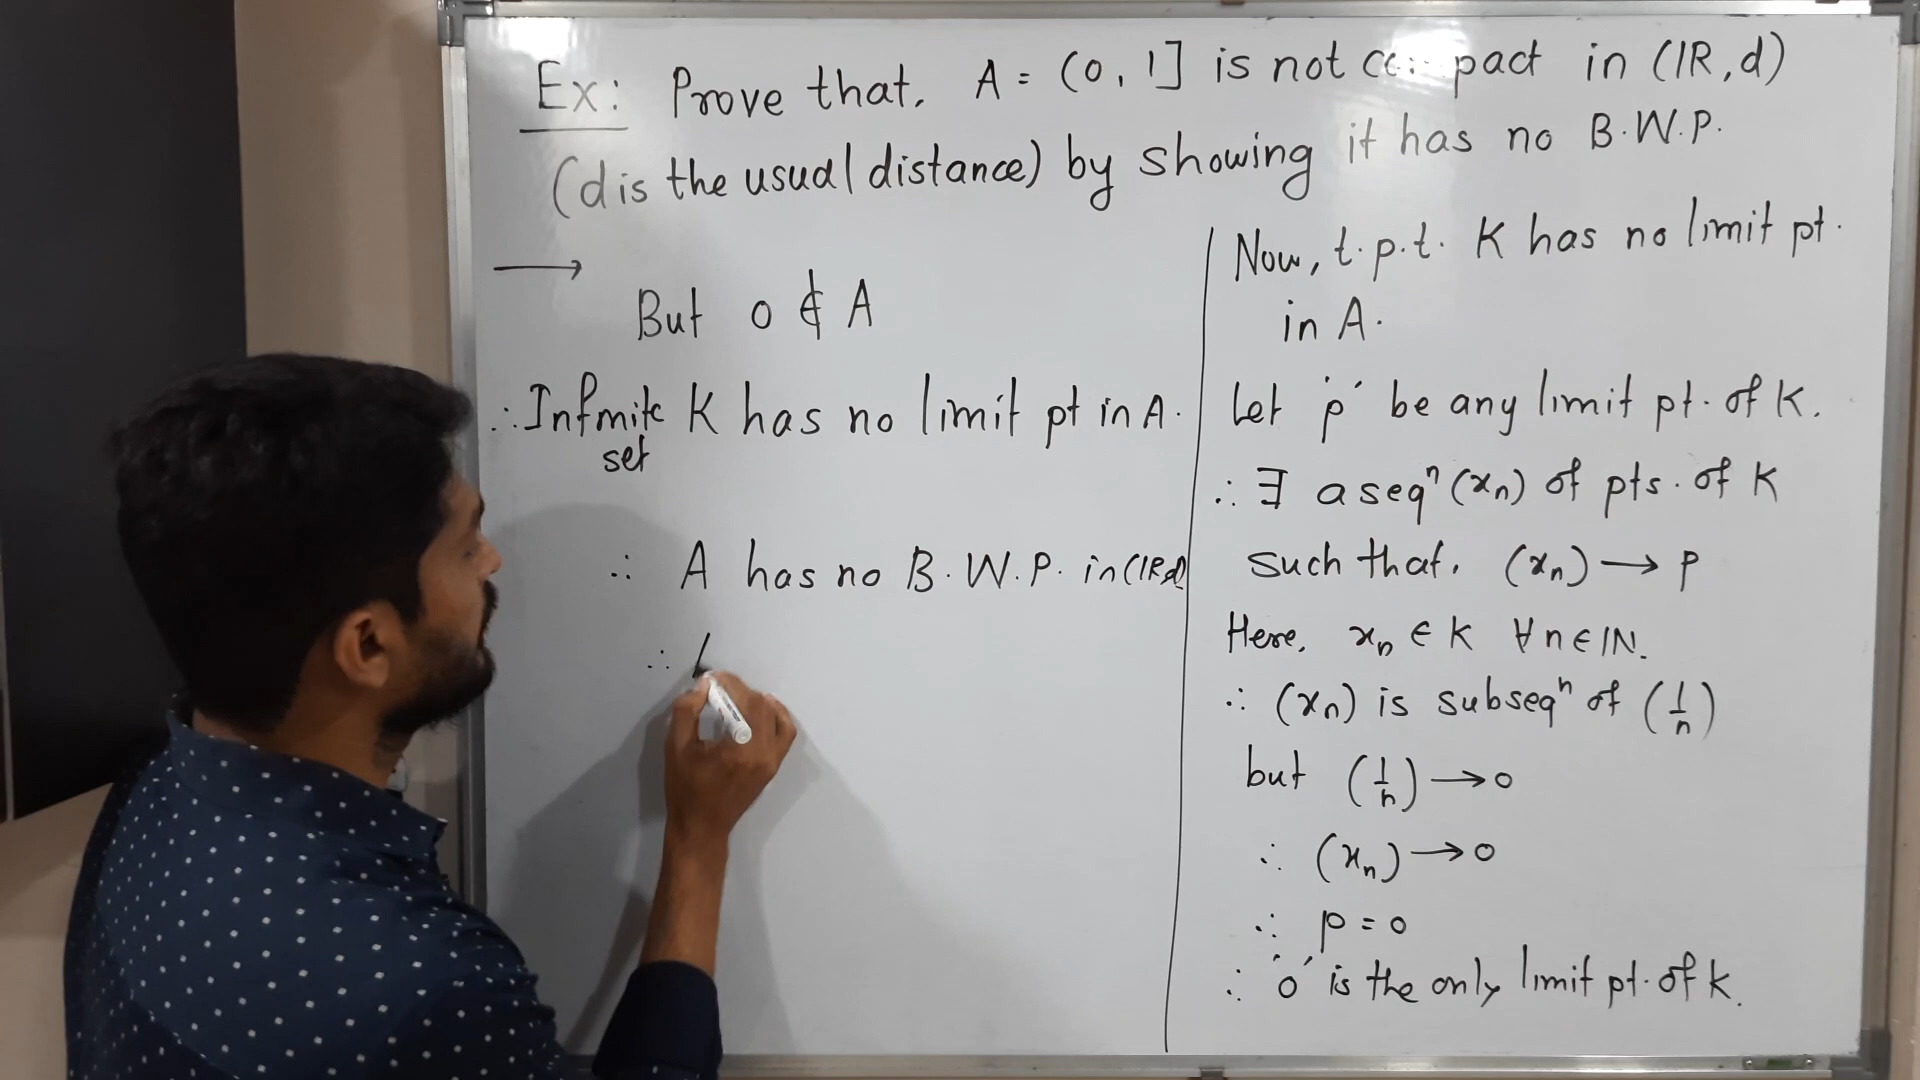 Ex: Prove that, A = (0, 1] is not compact in (ℝ, d)
(d is the usual distance) by showing it has no B.W.P.
⟶
But 0 ∉ A
∴ Infinite set K has no limit pt in A.
∴ A has no B.W.P. in (ℝ,d)
∴
Now, t.p.t. K has no limit pt.
in A.
Let 'p' be any limit pt. of K.
∴ ∃ a seqⁿ (xₙ) of pts. of K
such that, (xₙ) ⟶ p
Here, xₙ ∈ K ∀ n ∈ ℕ.
∴ (xₙ) is subseqⁿ of (1/n)
but (1/n) ⟶ 0
∴ (xₙ) ⟶ 0
∴ p = 0
∴ '0' is the only limit pt. of K.